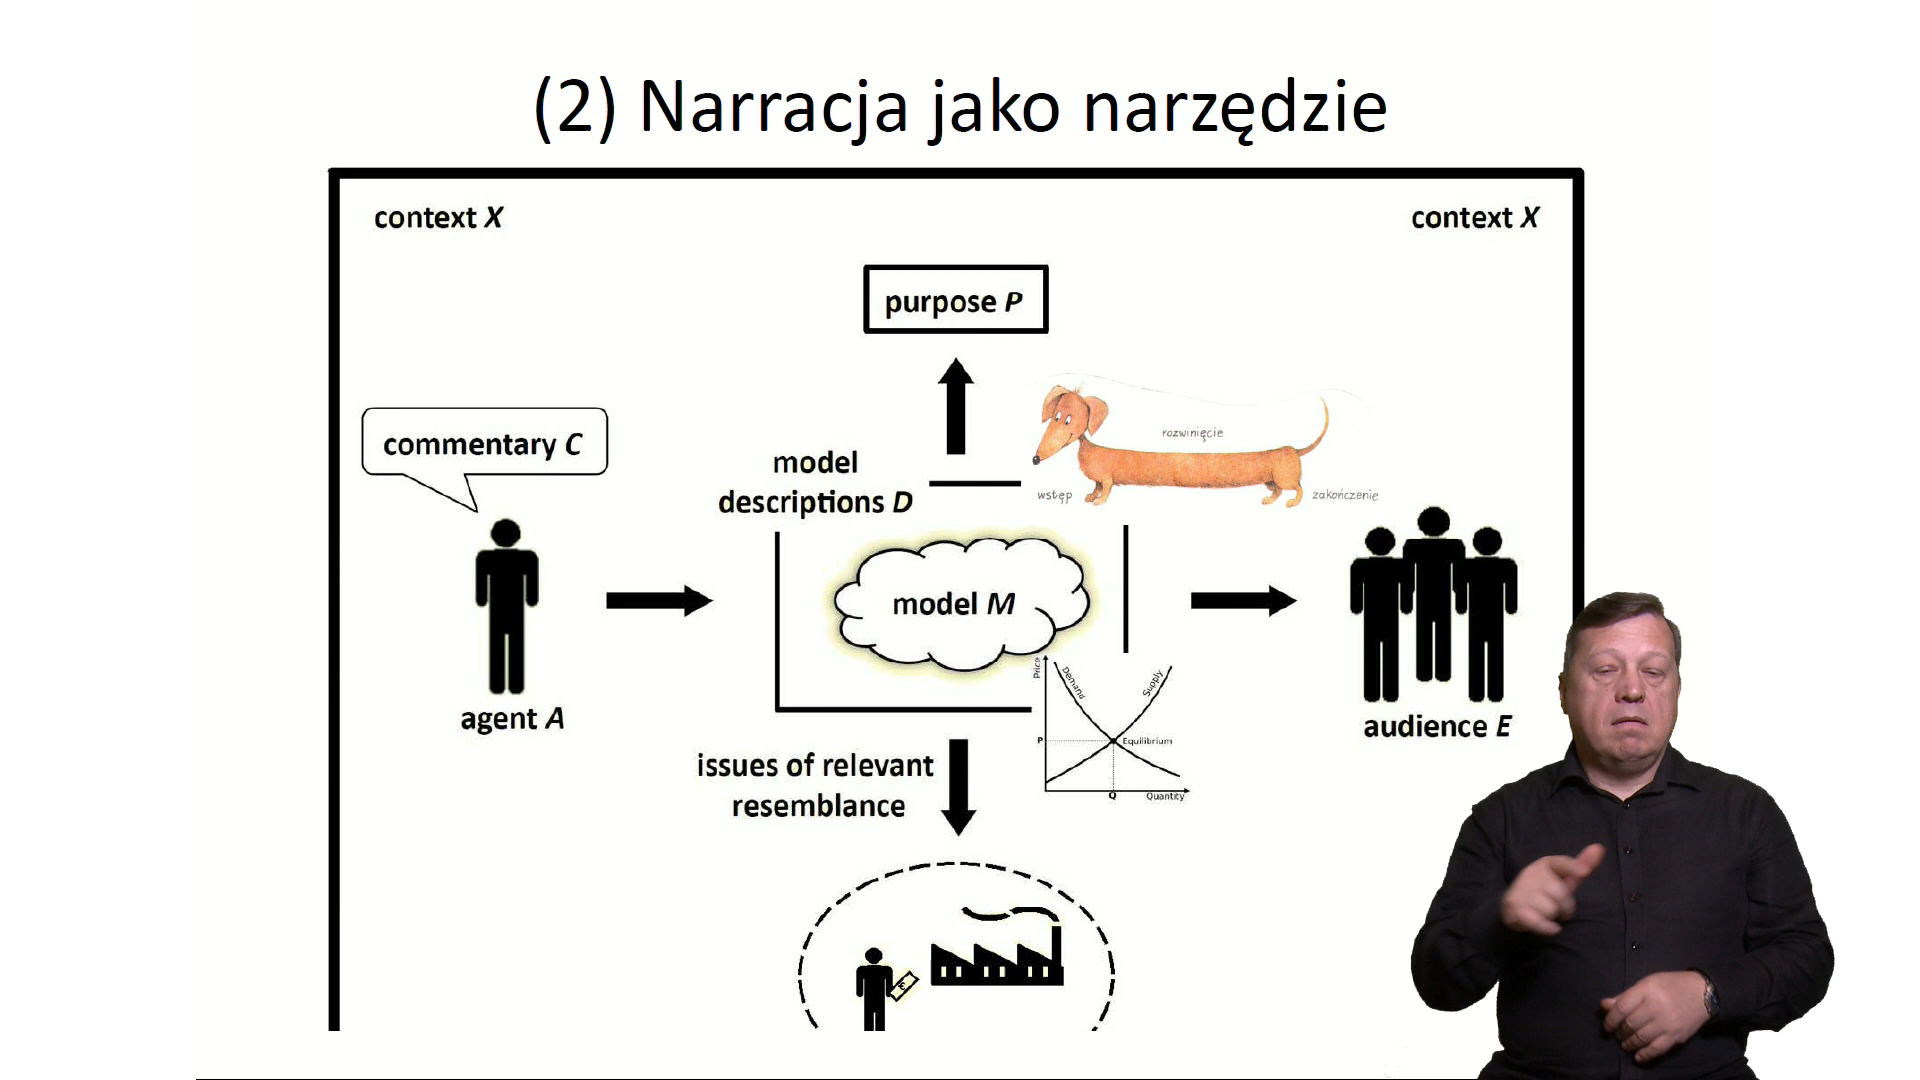 (2) Narracja jako narzędzie
context X
context X
purpose P
commentary C
rozwinięcie
wstęp
zakończenie
model
descriptions D
model M
agent A
audience E
Price
Demand
Supply
P
Equilibrium
Q
Quantity
issues of relevant
resemblance
€